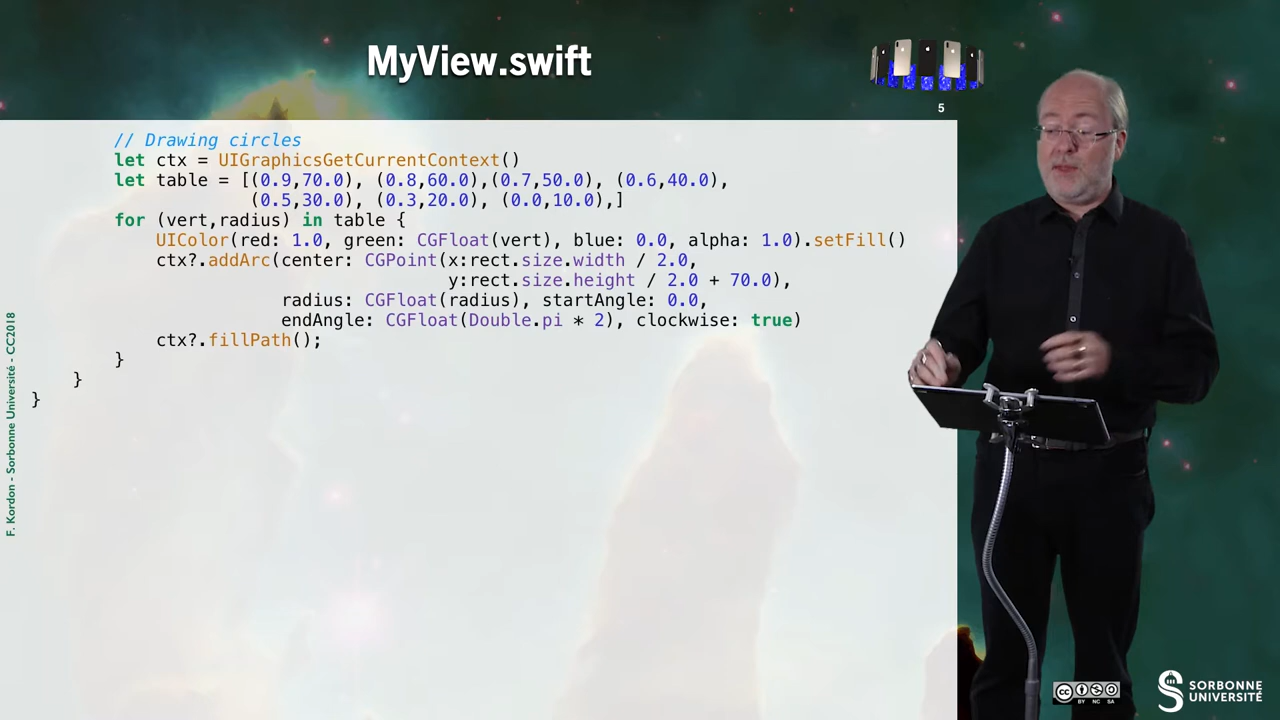 MyView.swift
5
// Drawing circles
let ctx = UIGraphicsGetCurrentContext()
let table = [(0.9,70.0), (0.8,60.0),(0.7,50.0), (0.6,40.0),
(0.5,30.0), (0.3,20.0), (0.0,10.0),]
for (vert,radius) in table {
UIColor(red: 1.0, green: CGFloat(vert), blue: 0.0, alpha: 1.0).setFill()
ctx?.addArc(center: CGPoint(x:rect.size.width / 2.0,
y:rect.size.height / 2.0 + 70.0),
radius: CGFloat(radius), startAngle: 0.0,
endAngle: CGFloat(Double.pi * 2), clockwise: true)
ctx?.fillPath();
}
}
}
F. Kordon - Sorbonne Université - CC2018
cc
BY NC SA
SORBONNE
UNIVERSITÉ